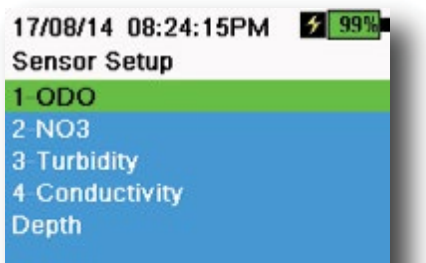 17/08/14 08:24:15PM 99%
Sensor Setup
1-ODO
2-NO3
3-Turbidity
4-Conductivity
Depth